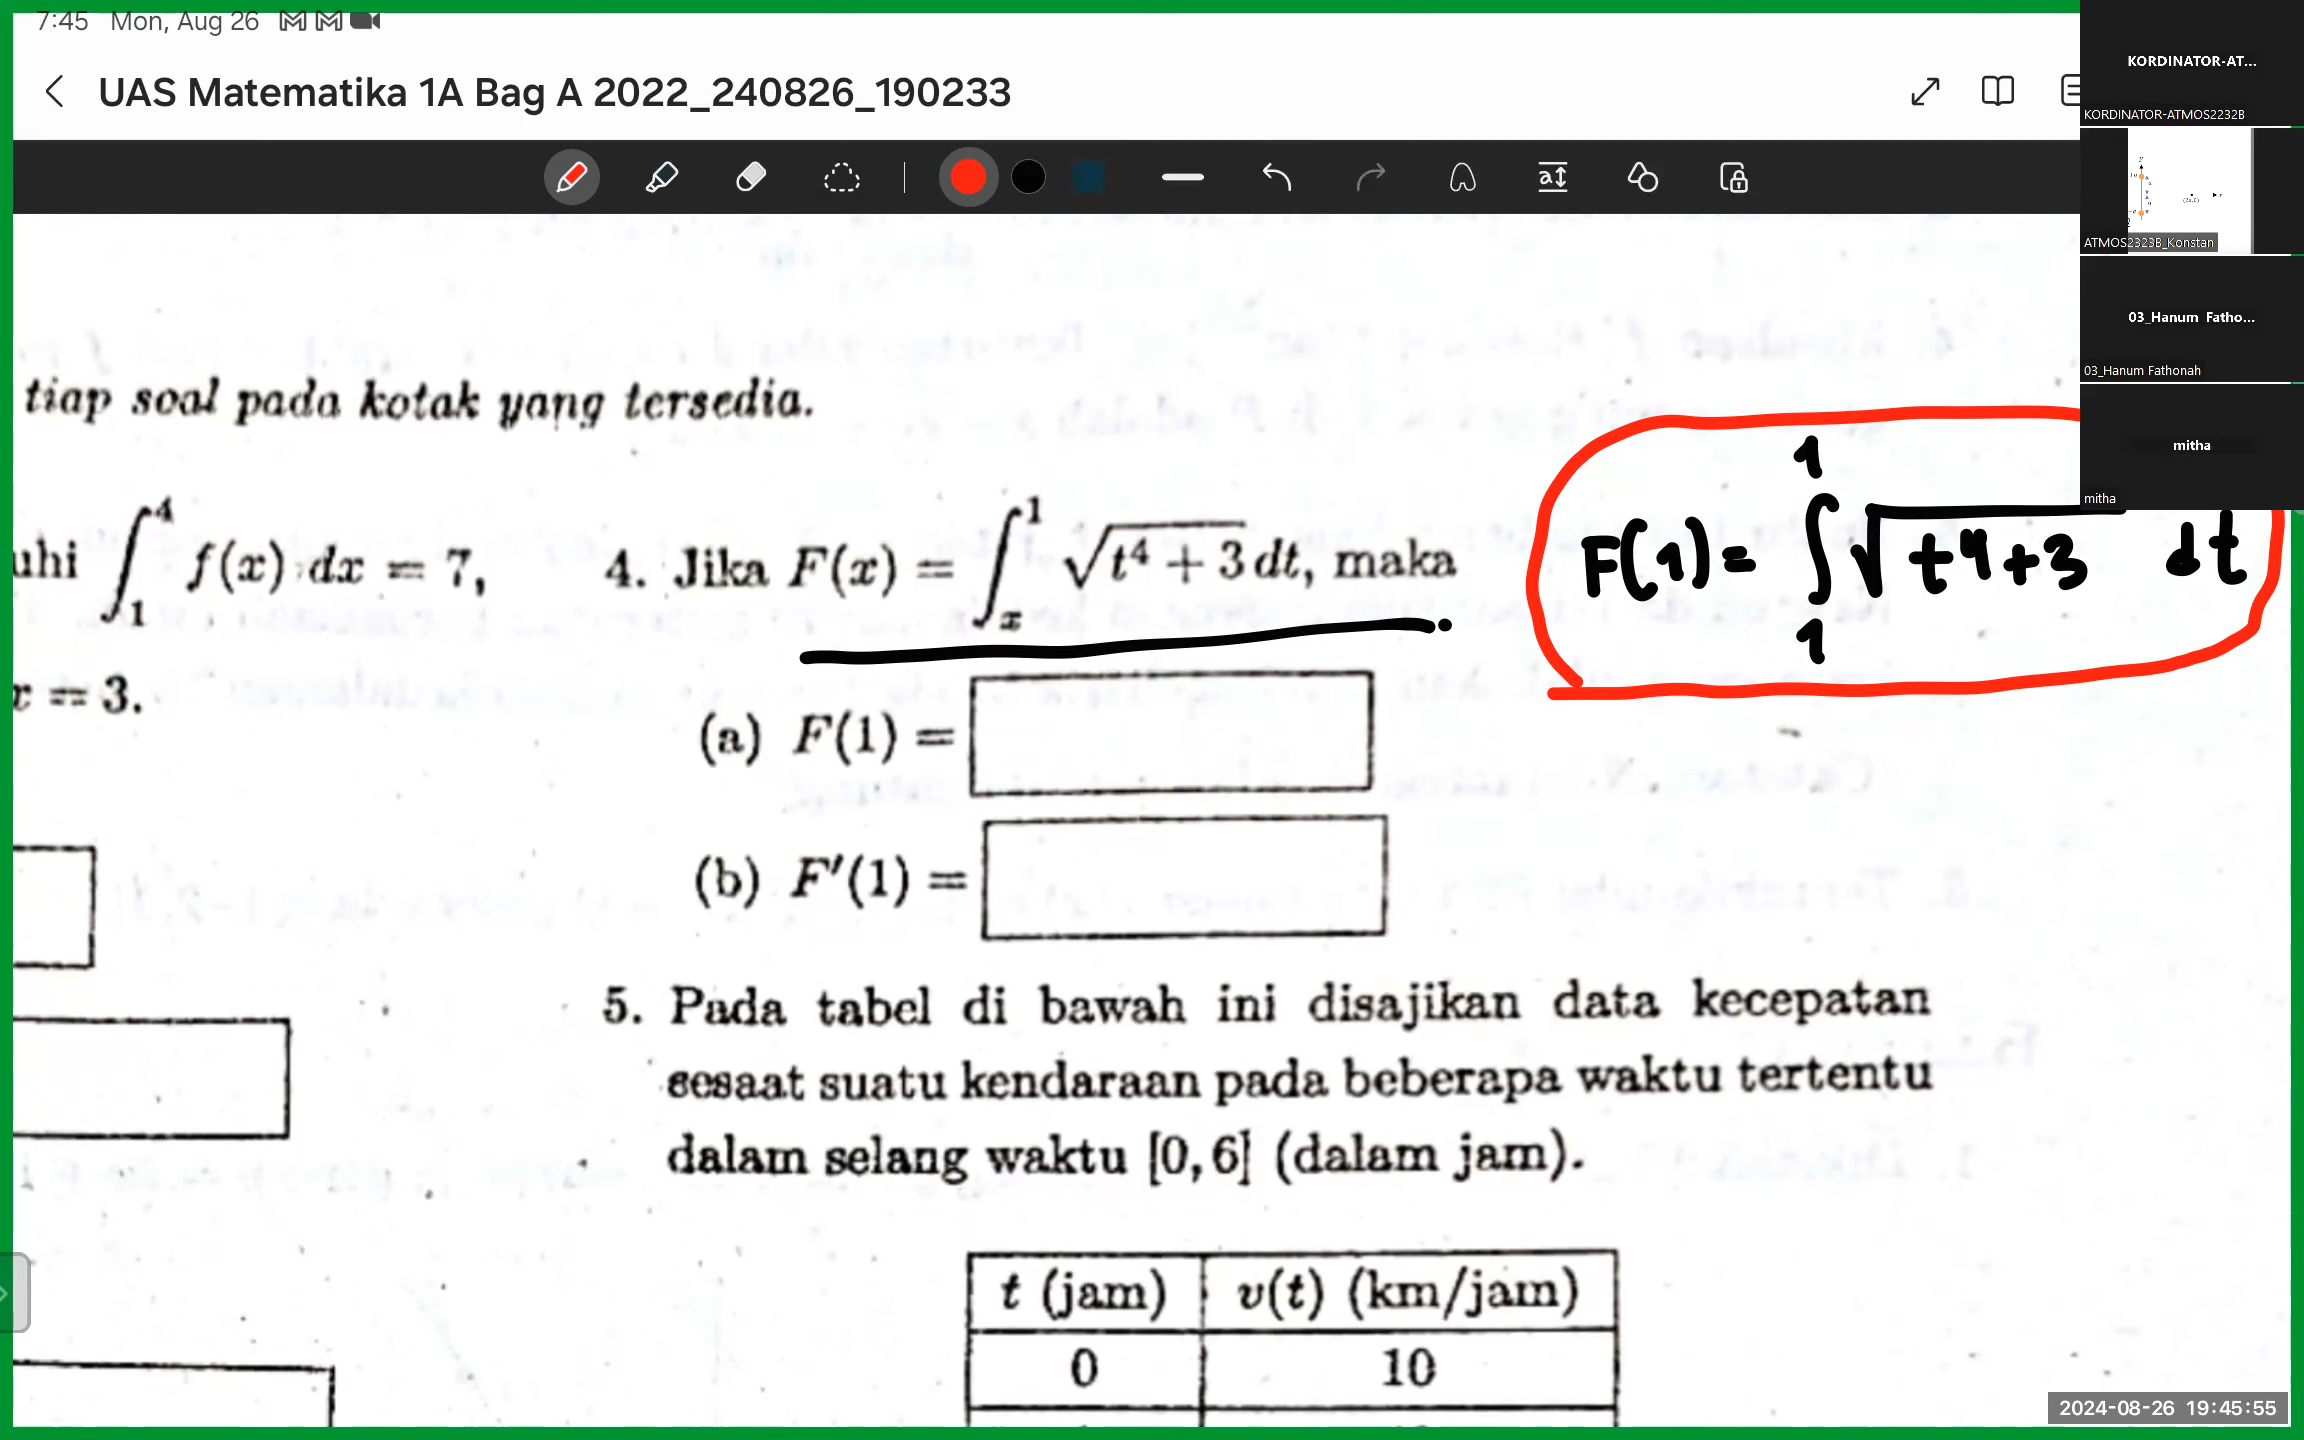 7:45 Mon, Aug 26
UAS Matematika 1A Bag A 2022_240826_190233
KORDINATOR-AT...
KORDINATOR-ATMOS2232B
ATMOS2323B_Konstan
03_Hanum Fatho...
03_Hanum Fathonah
mitha
mitha
tiap soal pada kotak yang tersedia.
uhi ∫₁⁴ f(x) dx = 7,
x = 3.
4. Jika F(x) = ∫ₓ¹ √(t⁴ + 3) dt, maka
F(1) = ∫₁¹ √(t⁴+3) dt
(a) F(1) =
(b) F′(1) =
5. Pada tabel di bawah ini disajikan data kecepatan
sesaat suatu kendaraan pada beberapa waktu tertentu
dalam selang waktu [0, 6] (dalam jam).
t (jam) v(t) (km/jam)
0 10
2024-08-26 19:45:55